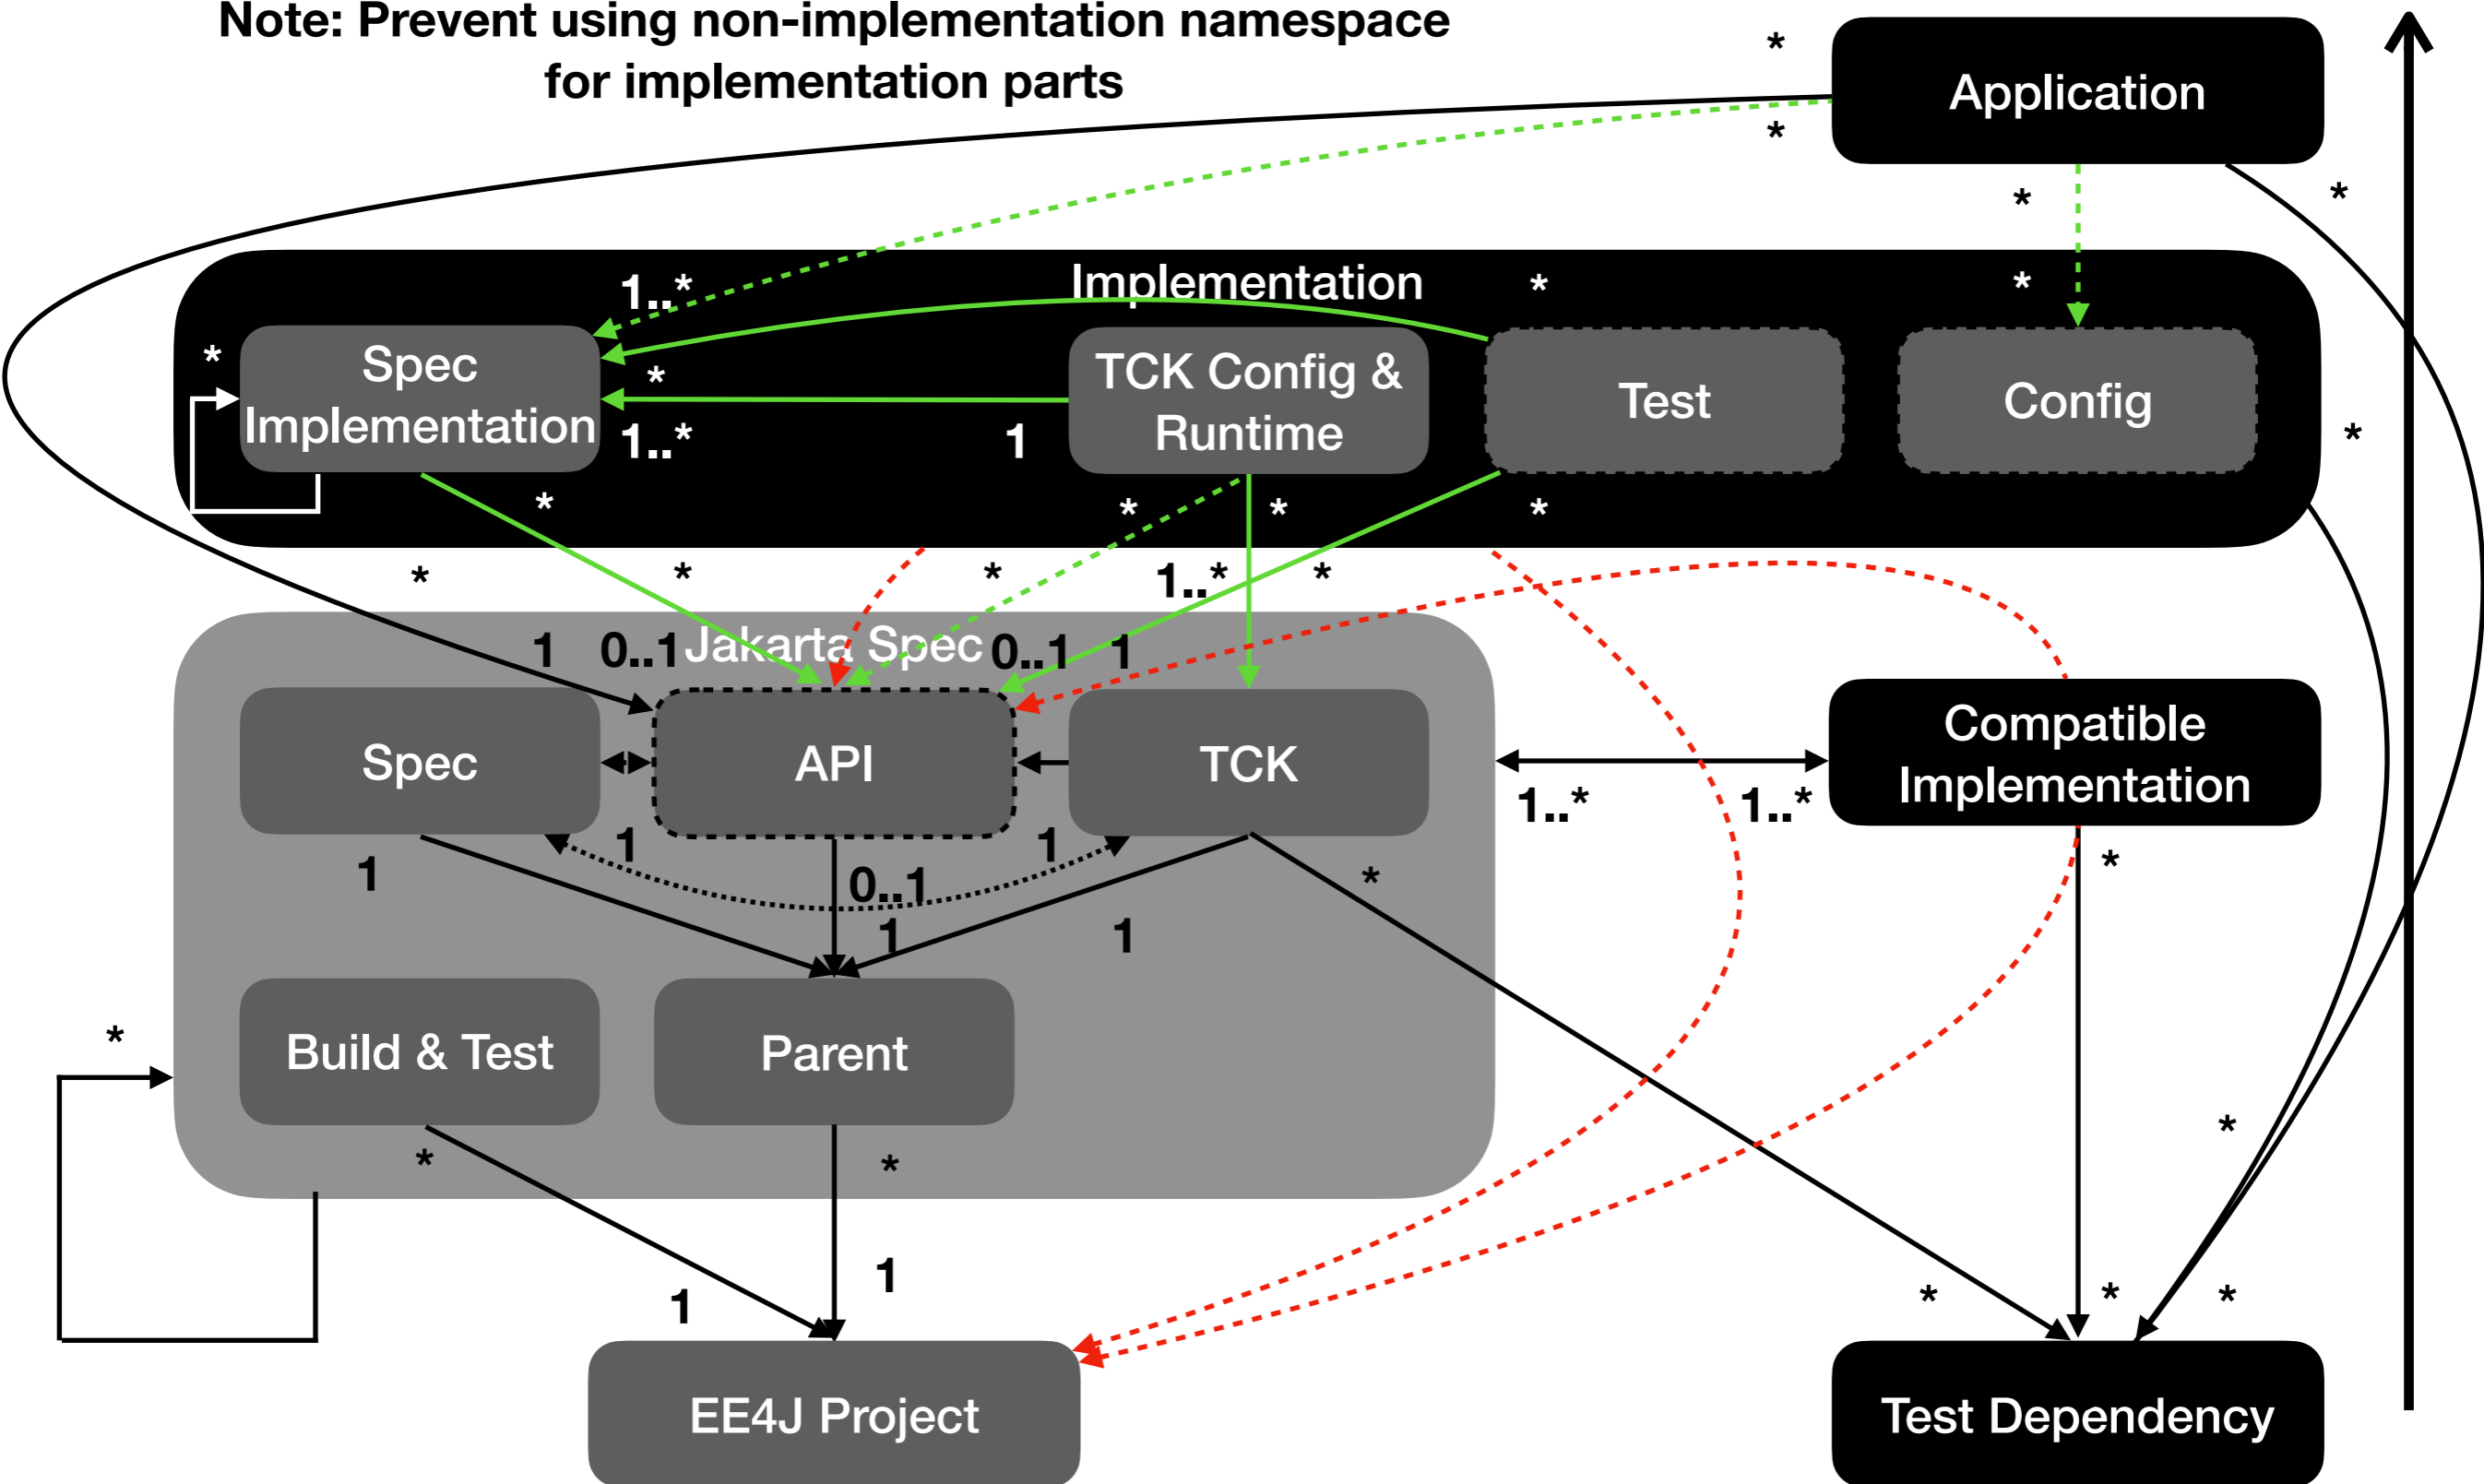 Note: Prevent using non-implementation namespace
for implementation parts
*
Application
*
*
*
1..*
Implementation
*
*
*
Spec
Implementation
*
TCK Config &
Runtime
Test
Config
1..*
1
*
*
*
*
*
*
*
*
1..*
*
1
0..1
Jakarta Spec
0..1
1
Spec
API
TCK
Compatible
Implementation
1..*
1..*
1
1
1
0..1
*
*
1
1
*
Build & Test
Parent
*
*
*
1
1
*
*
*
EE4J Project
Test Dependency